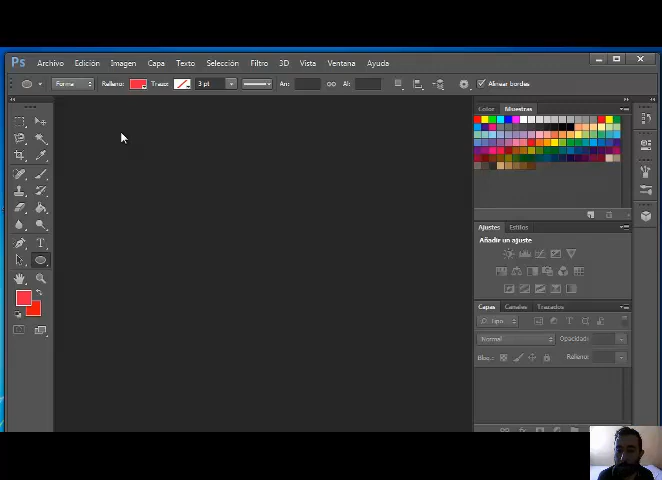 Ps Archivo Edición Imagen Capa Texto Selección Filtro 3D Vista Ventana Ayuda
Forma Relleno: Trazo: 3 pt An: Al: Alinear bordes
Color Muestras
Ajustes Estilos
Añadir un ajuste
Capas Canales Trazados
Tipo
Normal Opacidad:
Bloq.: Relleno: